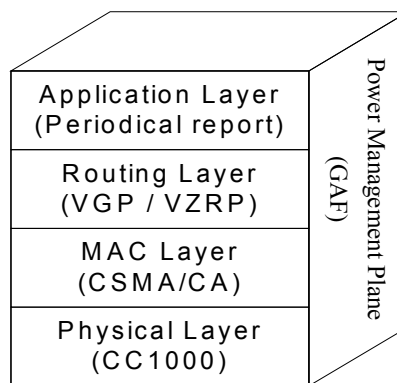 Application Layer
(Periodical report)
Routing Layer
(VGP / VZRP)
MAC Layer
(CSMA/CA)
Physical Layer
(CC1000)
Power Management Plane
(GAF)